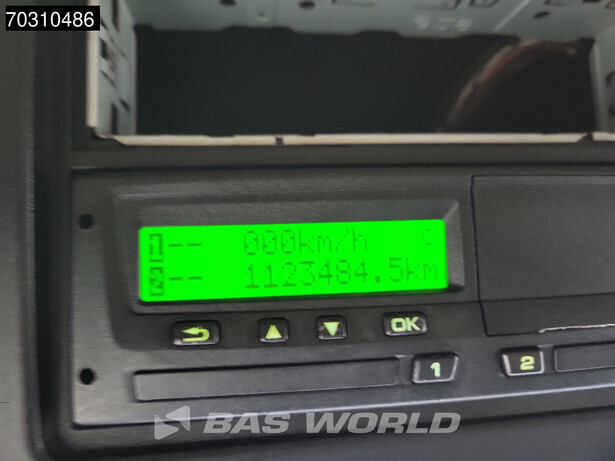 70310486
1 -- 000km/h c
2 -- 1123484.5km
OK
1 2
BAS WORLD